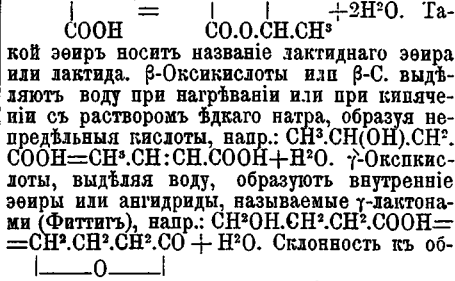 |      =      |      |      +2H²O. Та-
COOH      CO.O.CH.CH³
кой эѳиръ носитъ названіе лактиднаго эѳира
или лактида. β-Оксикислоты или β-С. выдѣ-
ляютъ воду при нагрѣваніи или при кипяче-
ніи съ растворомъ ѣдкаго натра, образуя не-
предѣльныя кислоты, напр.: CH³.CH(OH).CH².
COOH=CH³.CH:CH.COOH+H²O. γ-Оксикис-
лоты, выдѣляя воду, образуютъ внутренніе
эѳиры или ангидриды, называемые γ-лактона-
ми (Фиттигъ), напр.: CH²OH.CH².CH².COOH=
=CH².CH².CH².CO + H²O. Склонность къ об-
|——O——|